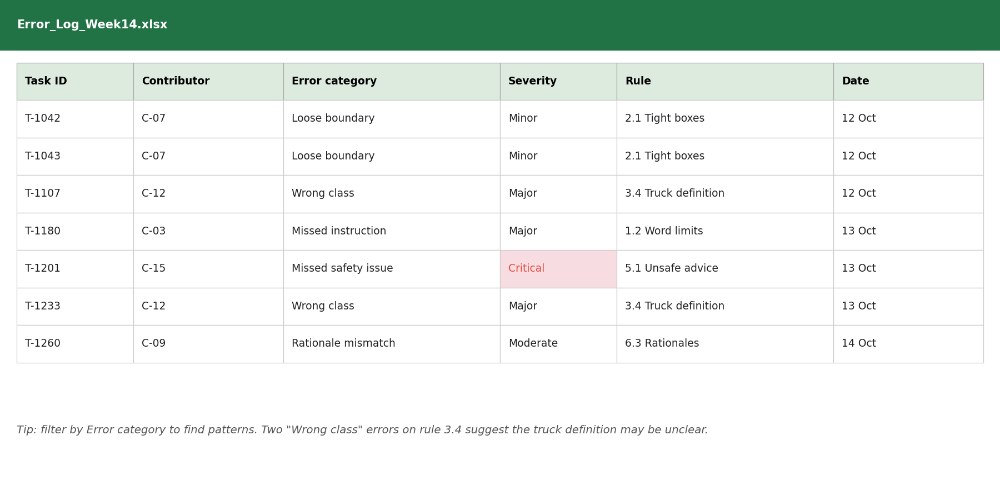 Error_Log_Week14.xlsx
Task ID Contributor Error category Severity Rule Date
T-1042 C-07 Loose boundary Minor 2.1 Tight boxes 12 Oct
T-1043 C-07 Loose boundary Minor 2.1 Tight boxes 12 Oct
T-1107 C-12 Wrong class Major 3.4 Truck definition 12 Oct
T-1180 C-03 Missed instruction Major 1.2 Word limits 13 Oct
T-1201 C-15 Missed safety issue Critical 5.1 Unsafe advice 13 Oct
T-1233 C-12 Wrong class Major 3.4 Truck definition 13 Oct
T-1260 C-09 Rationale mismatch Moderate 6.3 Rationales 14 Oct
Tip: filter by Error category to find patterns. Two "Wrong class" errors on rule 3.4 suggest the truck definition may be unclear.